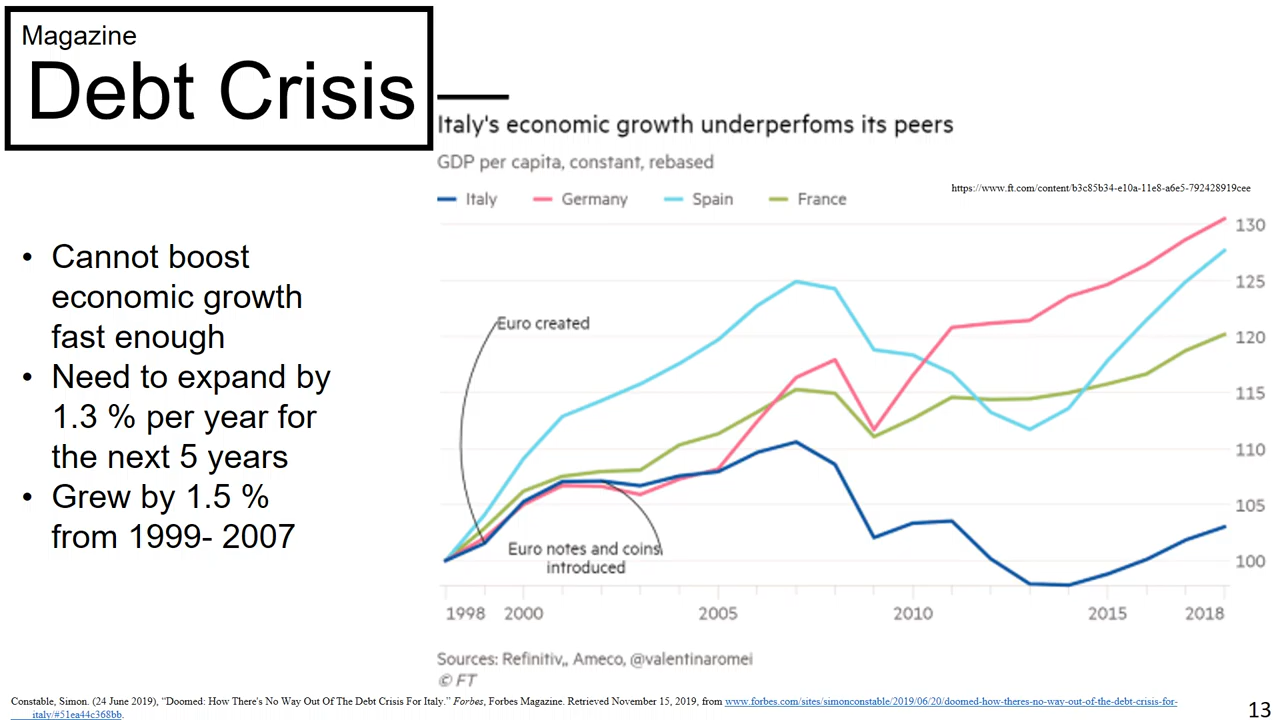 Magazine
Debt Crisis
Italy's economic growth underperfoms its peers
GDP per capita, constant, rebased
https://www.ft.com/content/b3c85b34-e10a-11e8-a6e5-792428919cee
Italy
Germany
Spain
France
• Cannot boost
economic growth
fast enough
• Need to expand by
1.3 % per year for
the next 5 years
• Grew by 1.5 %
from 1999- 2007
Euro created
Euro notes and coins
introduced
130
125
120
115
110
105
100
1998
2000
2005
2010
2015
2018
Sources: Refinitiv,, Ameco, @valentinaromei
© FT
Constable, Simon. (24 June 2019), "Doomed: How There's No Way Out Of The Debt Crisis For Italy." Forbes, Forbes Magazine. Retrieved November 15, 2019, from www.forbes.com/sites/simonconstable/2019/06/20/doomed-how-theres-no-way-out-of-the-debt-crisis-for-
italy/#51ea44c368bb.
13